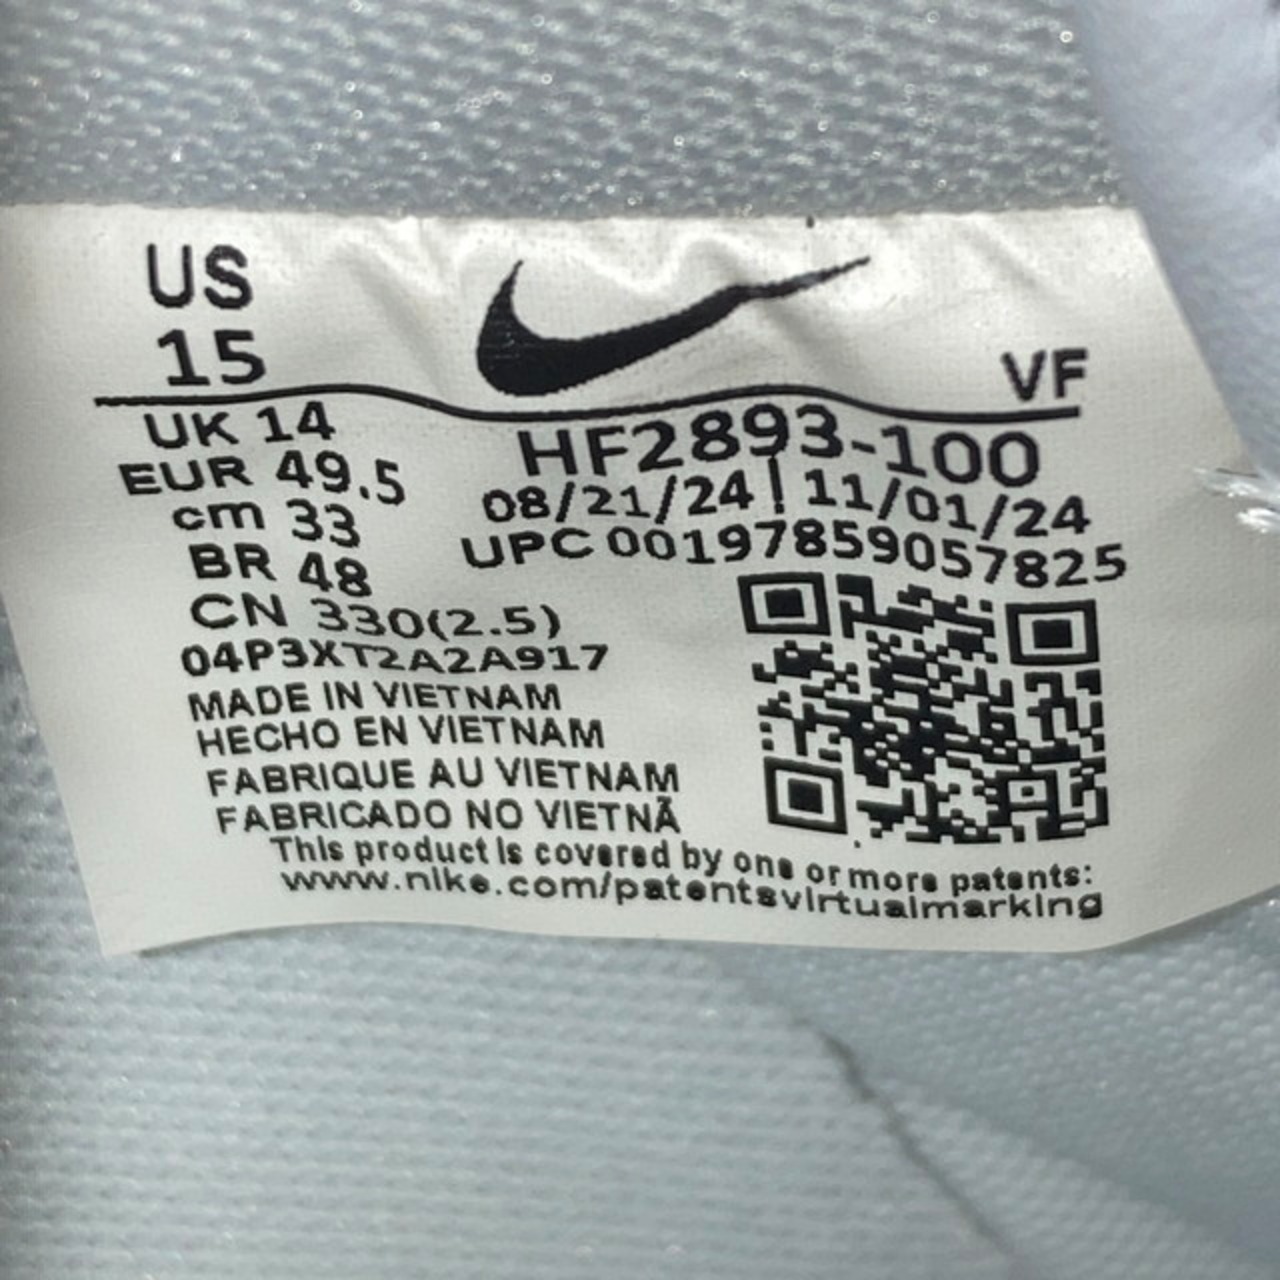 US
15
VF
UK 14
EUR 49.5
cm 33
BR 48
CN 330(2.5)
HF2893-100
08/21/24 | 11/01/24
UPC 00197859057825
04P3XT2A2A917
MADE IN VIETNAM
HECHO EN VIETNAM
FABRIQUE AU VIETNAM
FABRICADO NO VIETNÃ
This product is covered by one or more patents:
www.nike.com/patentsvirtualmarking